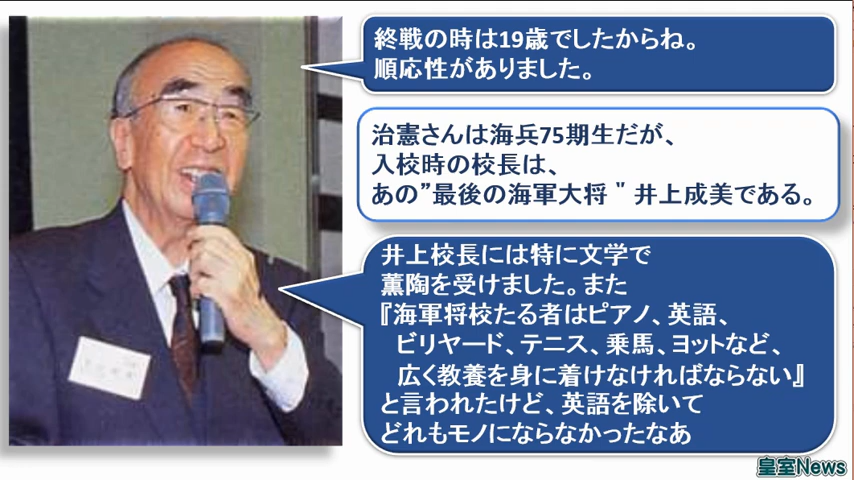 終戦の時は19歳でしたからね。
順応性がありました。
治憲さんは海兵75期生だが、
入校時の校長は、
あの”最後の海軍大将＂井上成美である。
井上校長には特に文学で
薫陶を受けました。また
『海軍将校たる者はピアノ、英語、
ビリヤード、テニス、乗馬、ヨットなど、
広く教養を身に着けなければならない』
と言われたけど、英語を除いて
どれもモノにならなかったなあ
皇室News